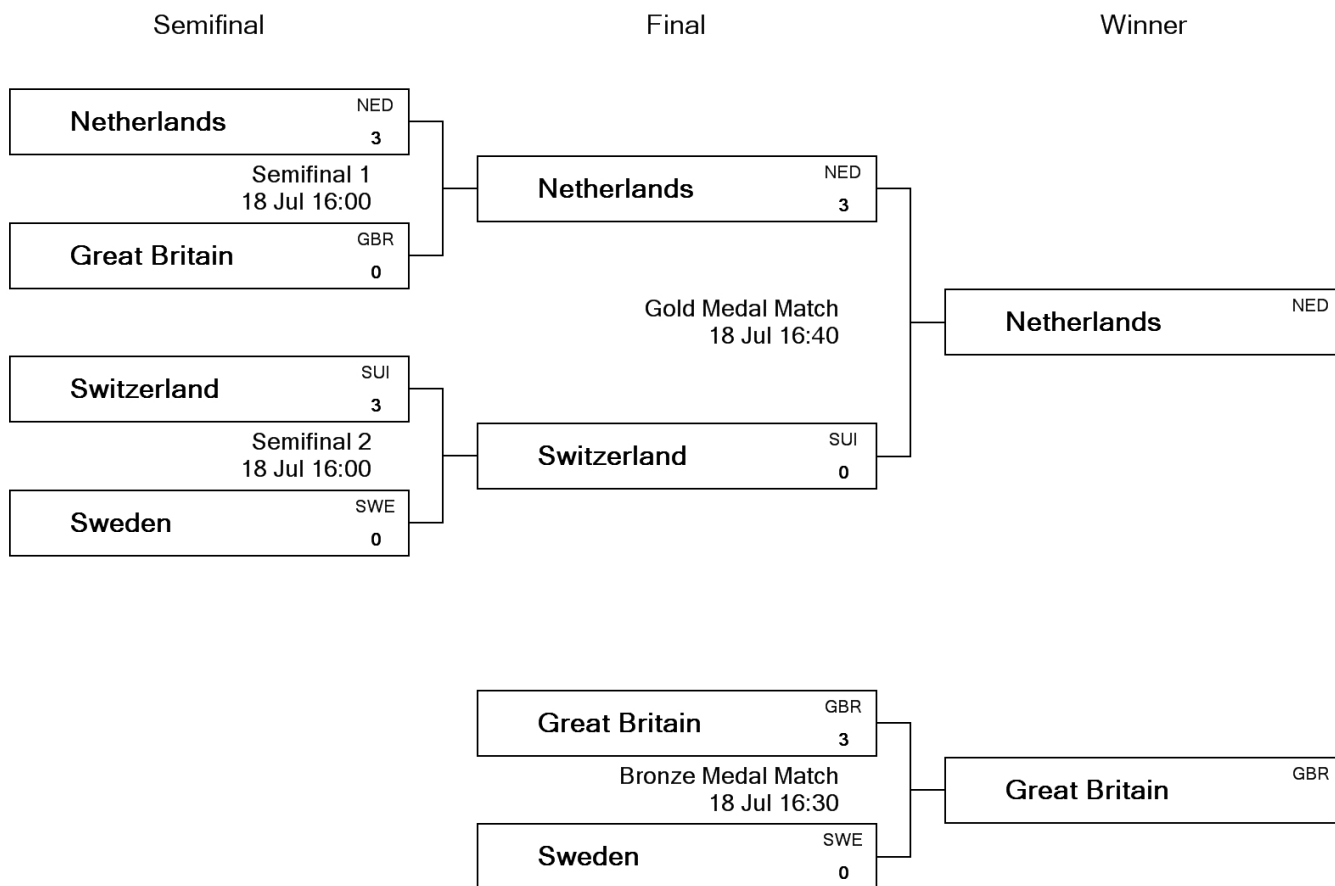 Semifinal Final Winner
Netherlands NED
3
Semifinal 1
18 Jul 16:00
Great Britain GBR
0
Switzerland SUI
3
Semifinal 2
18 Jul 16:00
Sweden SWE
0
Netherlands NED
3
Gold Medal Match
18 Jul 16:40
Switzerland SUI
0
Netherlands NED
Great Britain GBR
3
Bronze Medal Match
18 Jul 16:30
Sweden SWE
0
Great Britain GBR